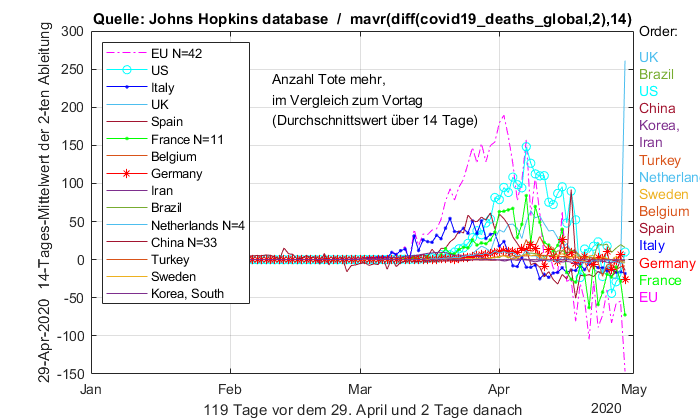 Quelle: Johns Hopkins database / mavr(diff(covid19_deaths_global,2),14)
Order:
300
250
200
150
100
50
0
-50
-100
-150
29-Apr-2020 14-Tages-Mittelwert der 2-ten Ableitung
EU N=42
US
Italy
UK
Spain
France N=11
Belgium
Germany
Iran
Brazil
Netherlands N=4
China N=33
Turkey
Sweden
Korea, South
Anzahl Tote mehr,
im Vergleich zum Vortag
(Durchschnittswert über 14 Tage)
UK
Brazil
US
China
Korea,
Iran
Turkey
Netherlan
Sweden
Belgium
Spain
Italy
Germany
France
EU
Jan
Feb
Mar
Apr
May
2020
119 Tage vor dem 29. April und 2 Tage danach